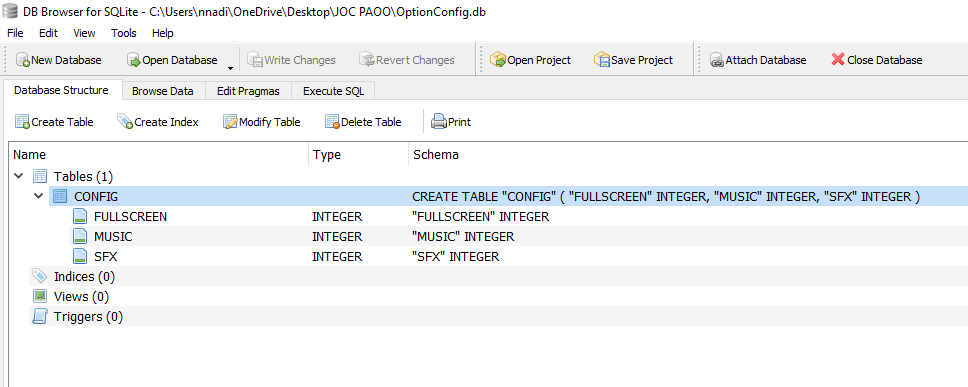 DB Browser for SQLite - C:\Users\nnadi\OneDrive\Desktop\JOC PAOO\OptionConfig.db
File Edit View Tools Help
New Database Open Database Write Changes Revert Changes Open Project Save Project Attach Database Close Database
Database Structure Browse Data Edit Pragmas Execute SQL
Create Table Create Index Modify Table Delete Table Print
Name Type Schema
Tables (1)
CONFIG CREATE TABLE "CONFIG" ( "FULLSCREEN" INTEGER, "MUSIC" INTEGER, "SFX" INTEGER )
FULLSCREEN INTEGER "FULLSCREEN" INTEGER
MUSIC INTEGER "MUSIC" INTEGER
SFX INTEGER "SFX" INTEGER
Indices (0)
Views (0)
Triggers (0)